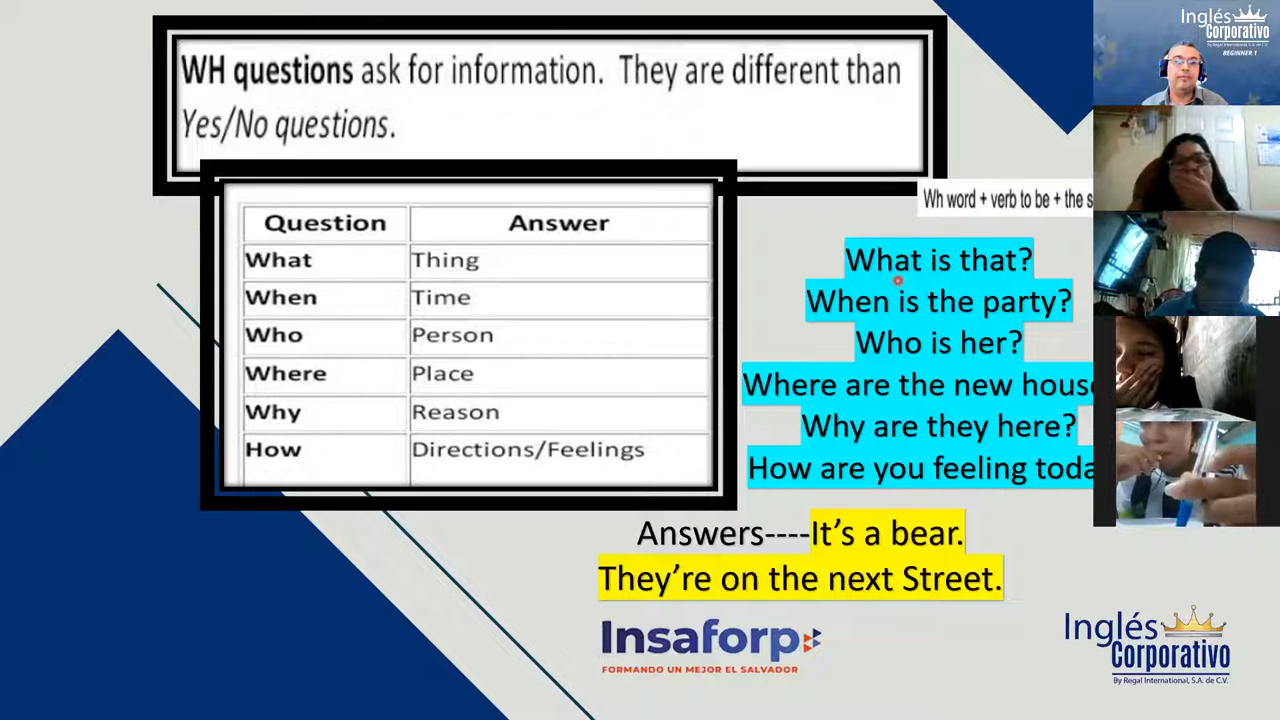 WH questions ask for information. They are different than
Yes/No questions.
Question Answer
What Thing
When Time
Who Person
Where Place
Why Reason
How Directions/Feelings
Wh word + verb to be + the s
What is that?
When is the party?
Who is her?
Where are the new house
Why are they here?
How are you feeling toda
Answers----It's a bear.
They're on the next Street.
Insaforp
FORMANDO UN MEJOR EL SALVADOR
Inglés
Corporativo
By Regal International, S.A. de C.V.
Inglés
Corporativo
By Regal International, S.A. de C.V.
BEGINNER 1